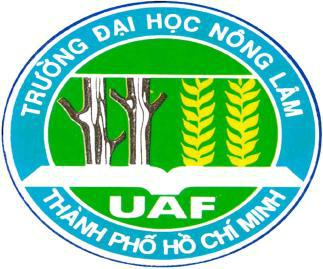 TRƯỜNG ĐẠI HỌC NÔNG LÂM
UAF
THÀNH PHỐ HỒ CHÍ MINH